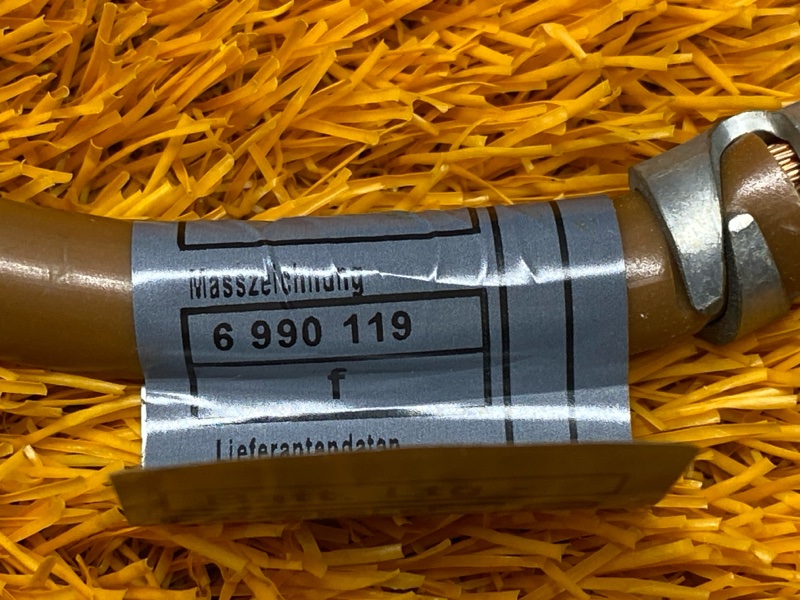 Masszeichnung
6 990 119
f
Lieferantendaten